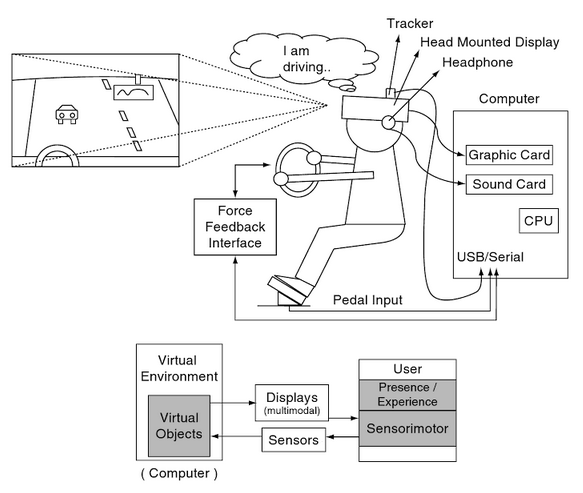 Tracker
I am
driving..
Head Mounted Display
Headphone
Computer
Graphic Card
Sound Card
CPU
USB/Serial
Force
Feedback
Interface
Pedal Input
Virtual
Environment
Virtual
Objects
( Computer )
Displays
(multimodal)
Sensors
User
Presence /
Experience
Sensorimotor